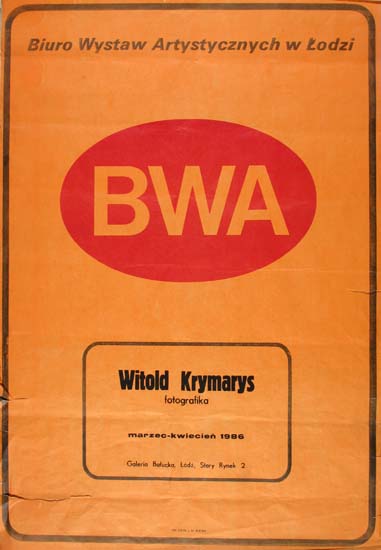 Biuro Wystaw Artystycznych w Łodzi
BWA
Witold Krymarys
fotografika
marzec-kwiecień 1986
Galeria Bałucka, Łódź, Stary Rynek 2